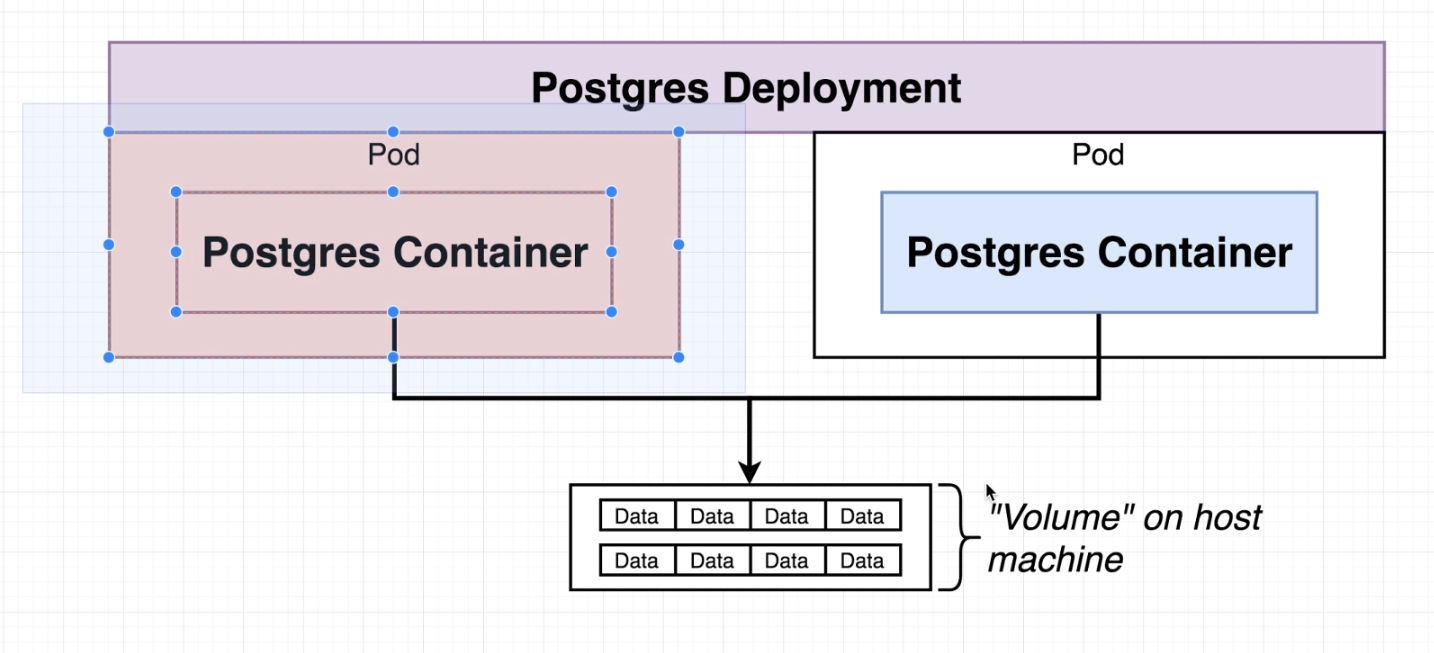 Postgres Deployment
Pod
Pod
Postgres Container
Postgres Container
Data Data Data Data
Data Data Data Data
"Volume" on host
machine